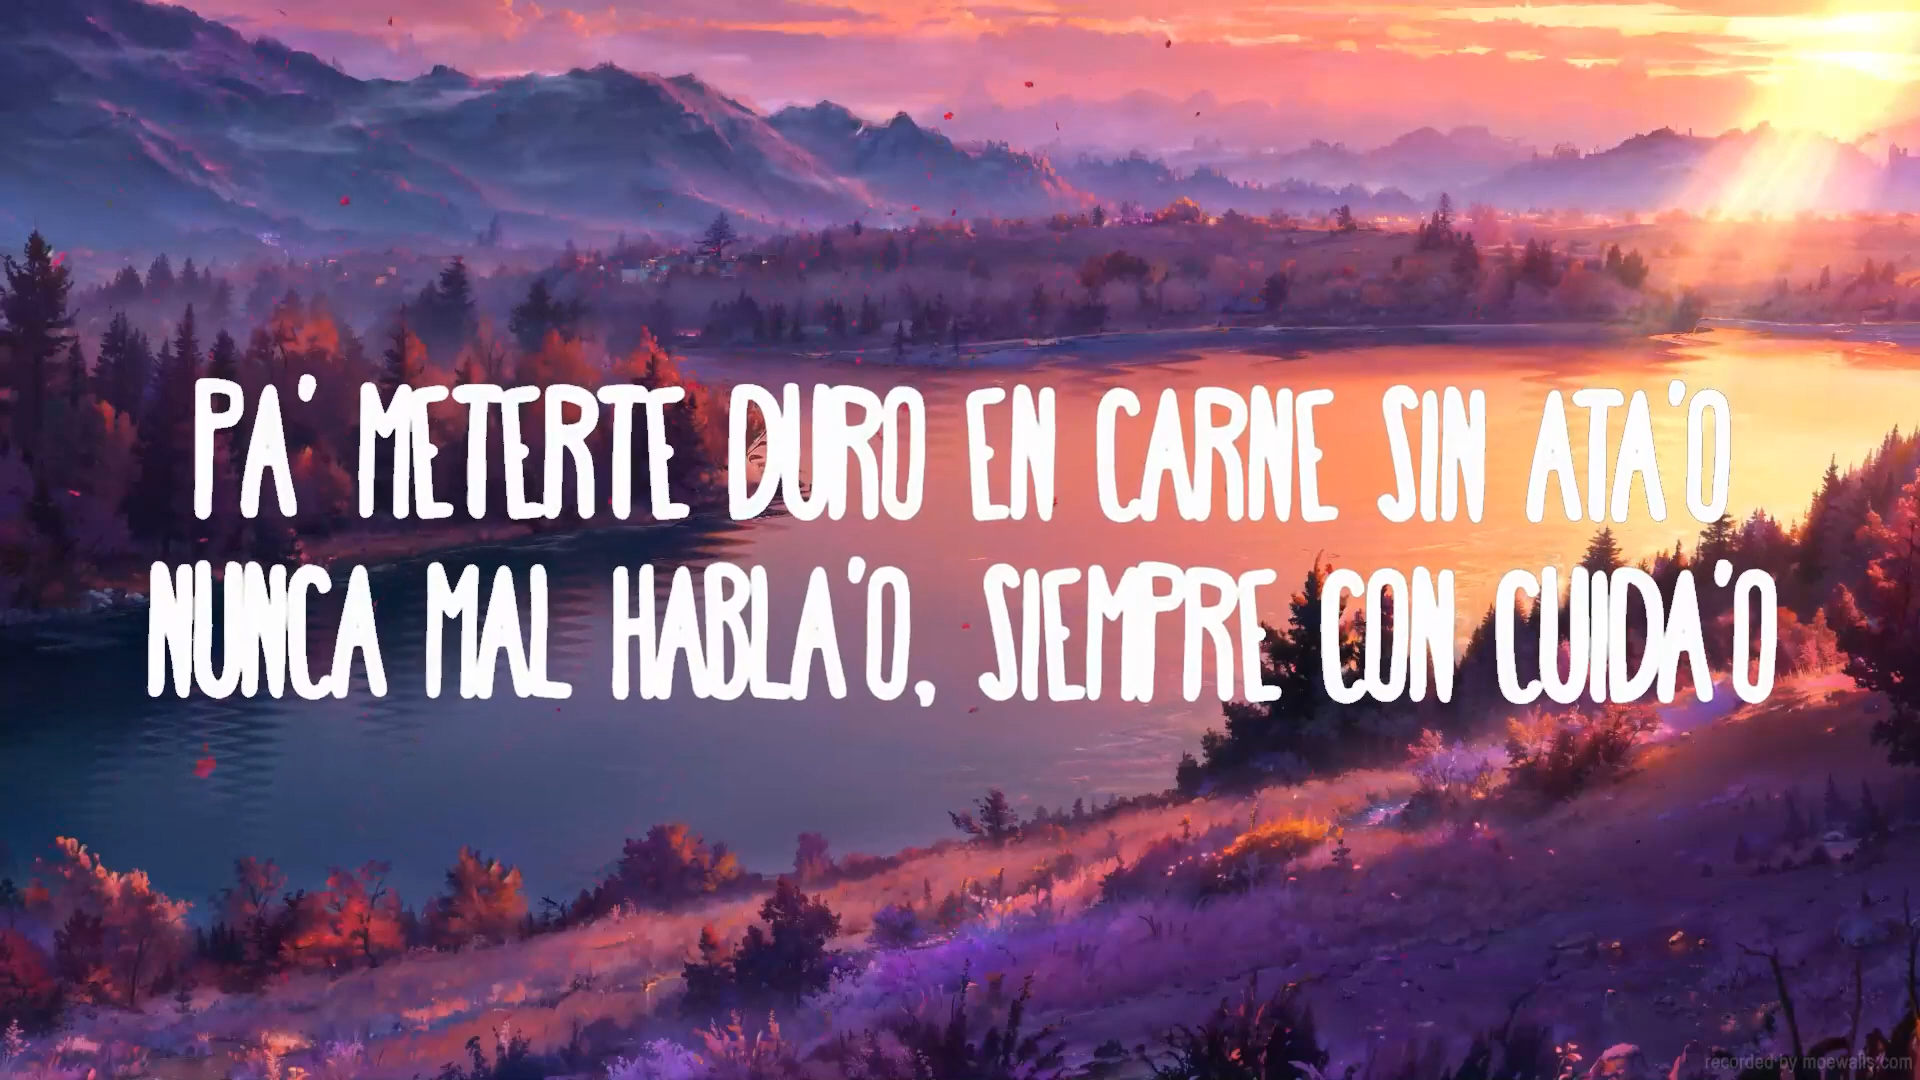 PA' METERTE DURO EN CARNE SIN ATA'O
NUNCA MAL HABLA'O, SIEMPRE CON CUIDA'O
recorded by moewalls.com